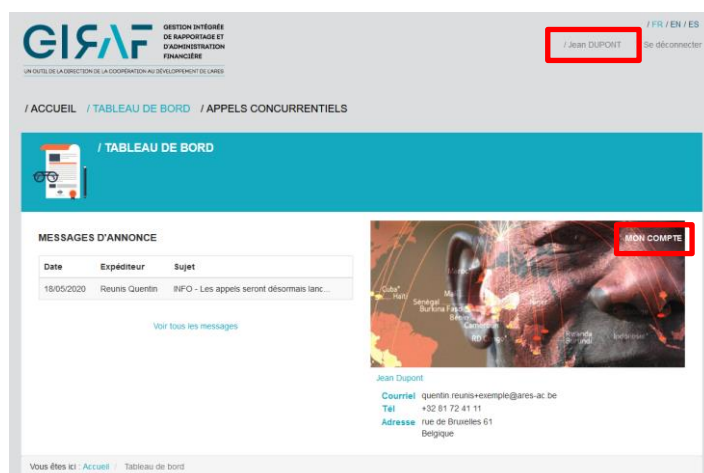 GIRAF
GESTION INTÉGRÉE
DE RAPPORTAGE ET
D'ADMINISTRATION
FINANCIÈRE
UN OUTIL DE LA DIRECTION DE LA COOPÉRATION AU DÉVELOPPEMENT DE L'ARES
/ FR / EN / ES
/ Jean DUPONT Se déconnecter
/ ACCUEIL / TABLEAU DE BORD / APPELS CONCURRENTIELS
/ TABLEAU DE BORD
MESSAGES D'ANNONCE
Date Expéditeur Sujet
18/05/2020 Reunis Quentin INFO - Les appels seront désormais lanc...
Voir tous les messages
MON COMPTE
Maroc
Cuba*
... Haïti
Mali
Sénégal
Burkina Faso
Bénin
Cameroun
RD Congo*
Rwanda
Burundi
Indonésie*
Jean Dupont
Courriel quentin.reunis+exemple@ares-ac.be
Tél +32 81 72 41 11
Adresse rue de Bruxelles 61
Belgique
Vous êtes ici : Accueil / Tableau de bord